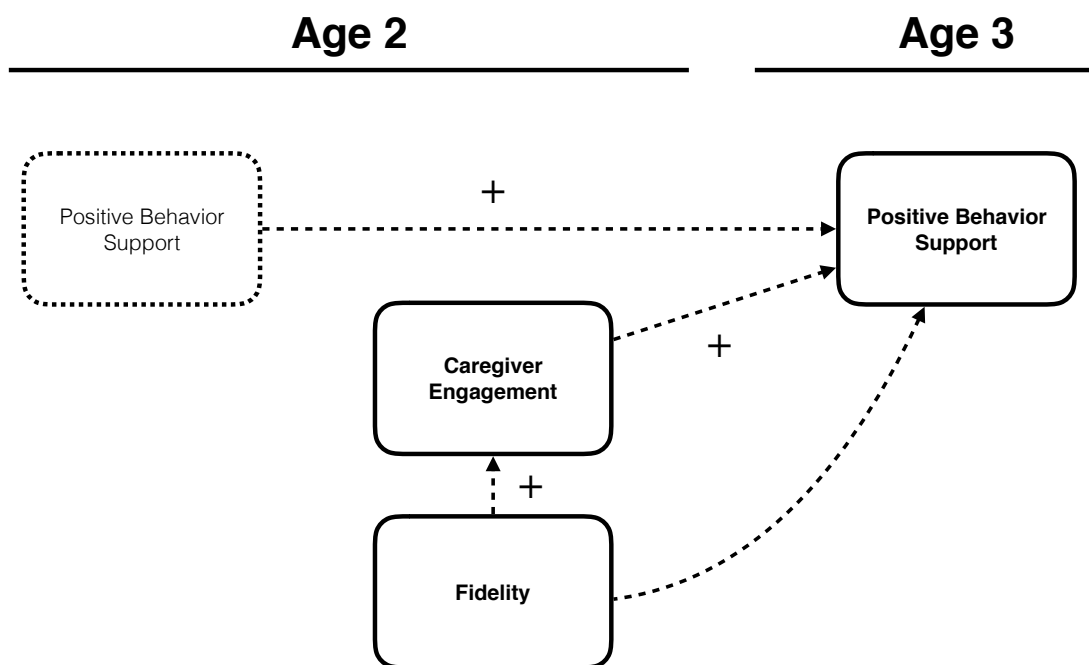 Age 2
Age 3
Positive Behavior
Support
+
Positive Behavior
Support
+
Caregiver
Engagement
+
Fidelity